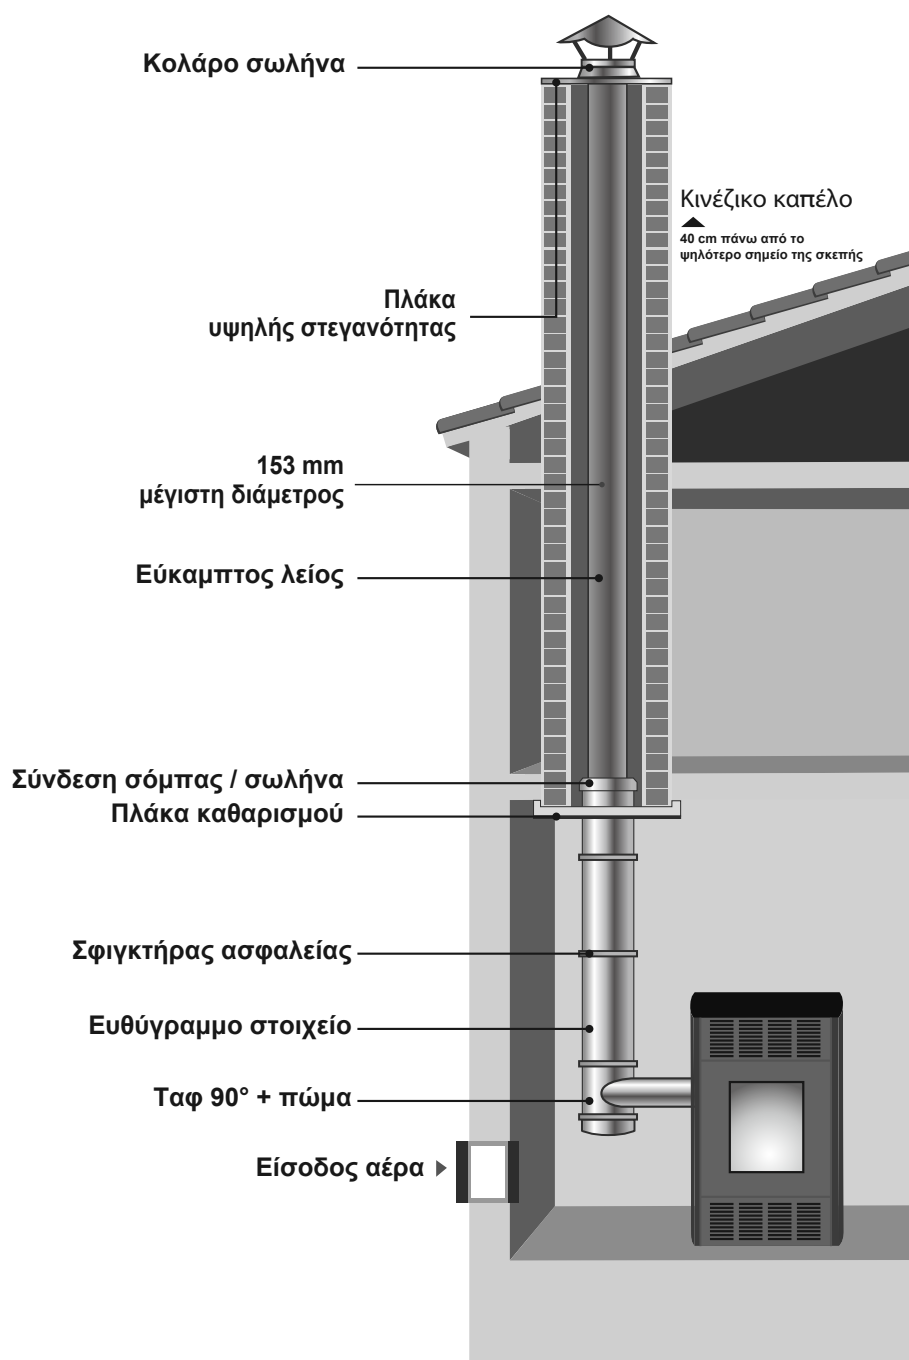 Κολάρο σωλήνα
Κινέζικο καπέλο
40 cm πάνω από το
ψηλότερο σημείο της σκεπής
Πλάκα
υψηλής στεγανότητας
153 mm
μέγιστη διάμετρος
Εύκαμπτος λείος
Σύνδεση σόμπας / σωλήνα
Πλάκα καθαρισμού
Σφιγκτήρας ασφαλείας
Ευθύγραμμο στοιχείο
Ταφ 90° + πώμα
Είσοδος αέρα